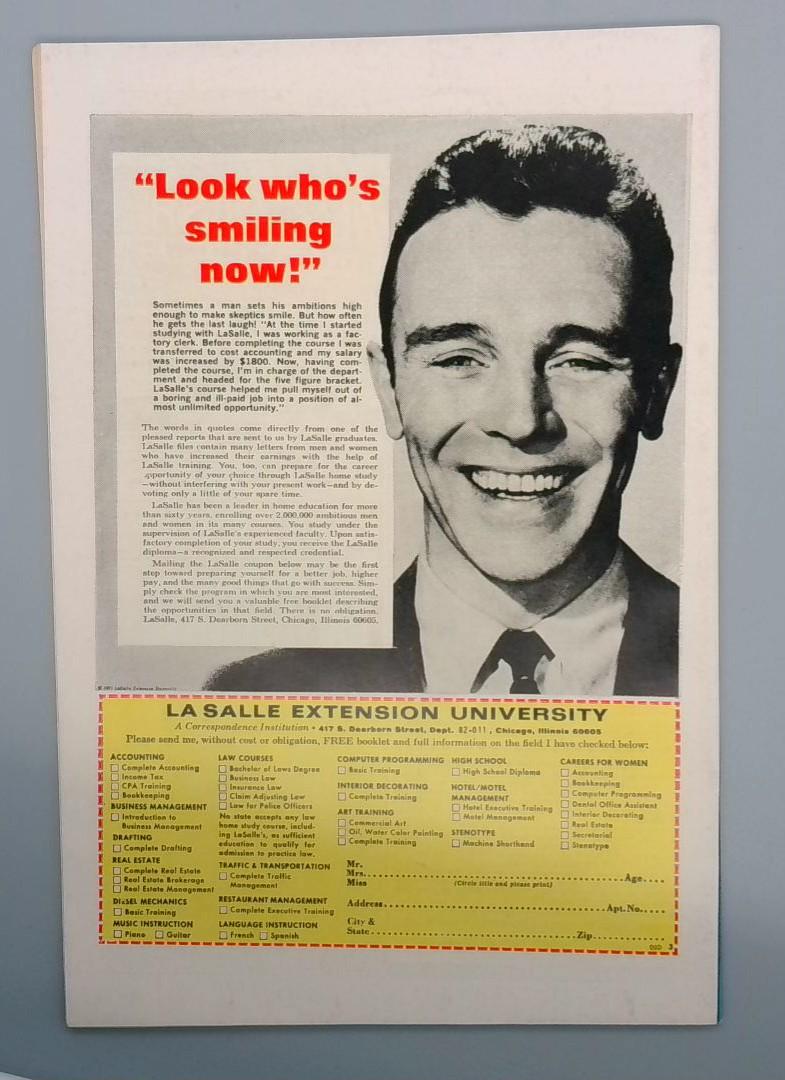 “Look who’s
smiling
now!”
Sometimes a man sets his ambitions high
enough to make skeptics smile. But how often
he gets the last laugh! “At the time I started
studying with LaSalle, I was working as a fac-
tory clerk. Before completing the course I was
transferred to cost accounting and my salary
was increased by $1800. Now, having com-
pleted the course, I’m in charge of the depart-
ment and headed for the five figure bracket.
LaSalle’s course helped me pull myself out of
a boring and ill-paid job into a position of al-
most unlimited opportunity.”
The words in quotes come directly from one of the
pleased reports that are sent to us by LaSalle graduates.
LaSalle files contain many letters from men and women
who have increased their earnings with the help of
LaSalle training. You, too, can prepare for the career
opportunity of your choice through LaSalle home study
—without interfering with your present work—and by de-
voting only a little of your spare time.
LaSalle has been a leader in home education for more
than sixty years, enrolling over 2,000,000 ambitious men
and women in its many courses. You study under the
supervision of LaSalle’s experienced faculty. Upon satis-
factory completion of your study, you receive the LaSalle
diploma—a recognized and respected credential.
Mailing the LaSalle coupon below may be the first
step toward preparing yourself for a better job, higher
pay, and the many good things that go with success. Sim-
ply check the program in which you are most interested,
and we will send you a valuable free booklet describing
the opportunities in that field. There is no obligation.
LaSalle, 417 S. Dearborn Street, Chicago, Illinois 60605.
LaSalle Extension University
LA SALLE EXTENSION UNIVERSITY
A Correspondence Institution • 417 S. Dearborn Street, Dept. 82-011, Chicago, Illinois 60605
Please send me, without cost or obligation, FREE booklet and full information on the field I have checked below:
ACCOUNTING
Complete Accounting
Income Tax
CPA Training
Bookkeeping
BUSINESS MANAGEMENT
Introduction to
Business Management
DRAFTING
Complete Drafting
REAL ESTATE
Complete Real Estate
Real Estate Brokerage
Real Estate Management
DIESEL MECHANICS
Basic Training
MUSIC INSTRUCTION
Piano Guitar
LAW COURSES
Bachelor of Laws Degree
Business Law
Insurance Law
Claim Adjusting Law
Law for Police Officers
No state accepts any law
home study course, includ-
ing LaSalle’s, as sufficient
education to qualify for
admission to practice law.
TRAFFIC & TRANSPORTATION
Complete Traffic
Management
RESTAURANT MANAGEMENT
Complete Executive Training
LANGUAGE INSTRUCTION
French Spanish
COMPUTER PROGRAMMING
Basic Training
INTERIOR DECORATING
Complete Training
ART TRAINING
Commercial Art
Oil, Water Color Painting
Complete Training
HIGH SCHOOL
High School Diploma
HOTEL/MOTEL
MANAGEMENT
Hotel Executive Training
Motel Management
STENOTYPE
Machine Shorthand
CAREERS FOR WOMEN
Accounting
Bookkeeping
Computer Programming
Dental Office Assistant
Interior Decorating
Real Estate
Secretarial
Stenotype
Mr.
Mrs. Age
Miss (Circle title and please print)
Address Apt. No.
City &
State Zip
3